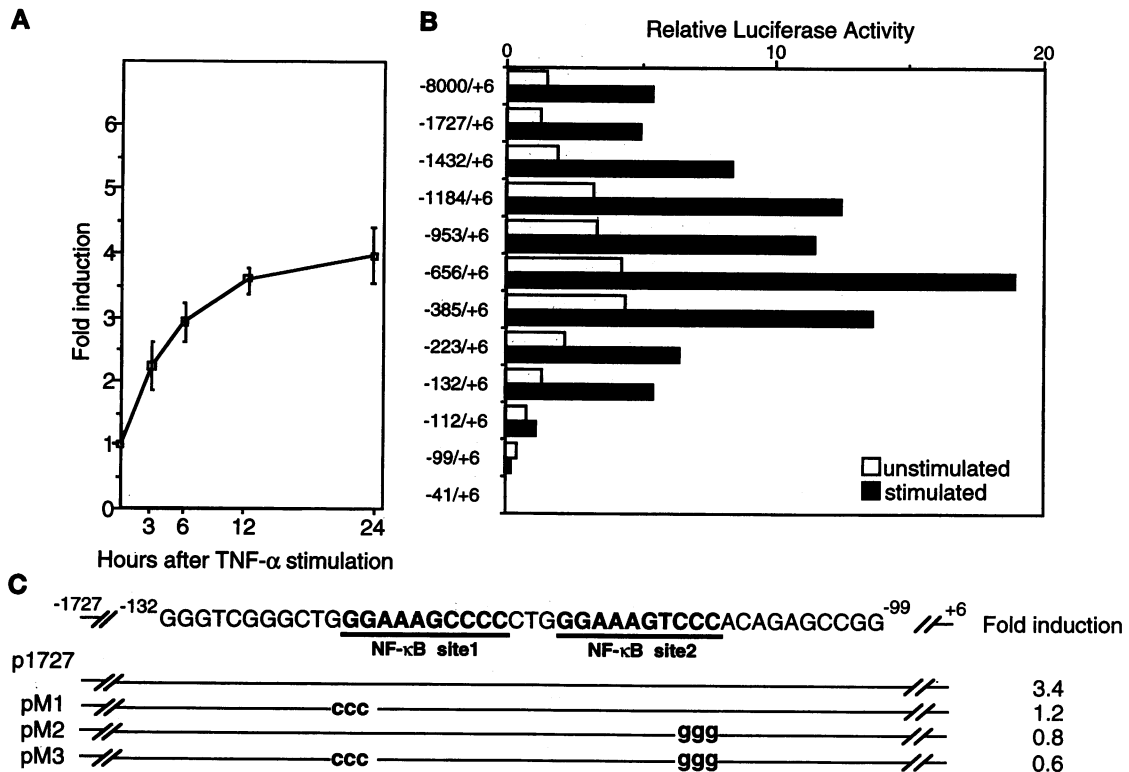 A
Fold induction
6
5
4
3
2
1
0
3 6 12 24
Hours after TNF-α stimulation
B
Relative Luciferase Activity
0 10 20
-8000/+6
-1727/+6
-1432/+6
-1184/+6
-953/+6
-656/+6
-385/+6
-223/+6
-132/+6
-112/+6
-99/+6
-41/+6
unstimulated
stimulated
C
-1727 -132 GGGTCGGGCTGGGAAAGCCCCCTGGGAAAGTCCCACAGAGCCGG -99 +6 Fold induction
NF-κB site1 NF-κB site2
p1727 3.4
pM1 ccc 1.2
pM2 ggg 0.8
pM3 ccc ggg 0.6